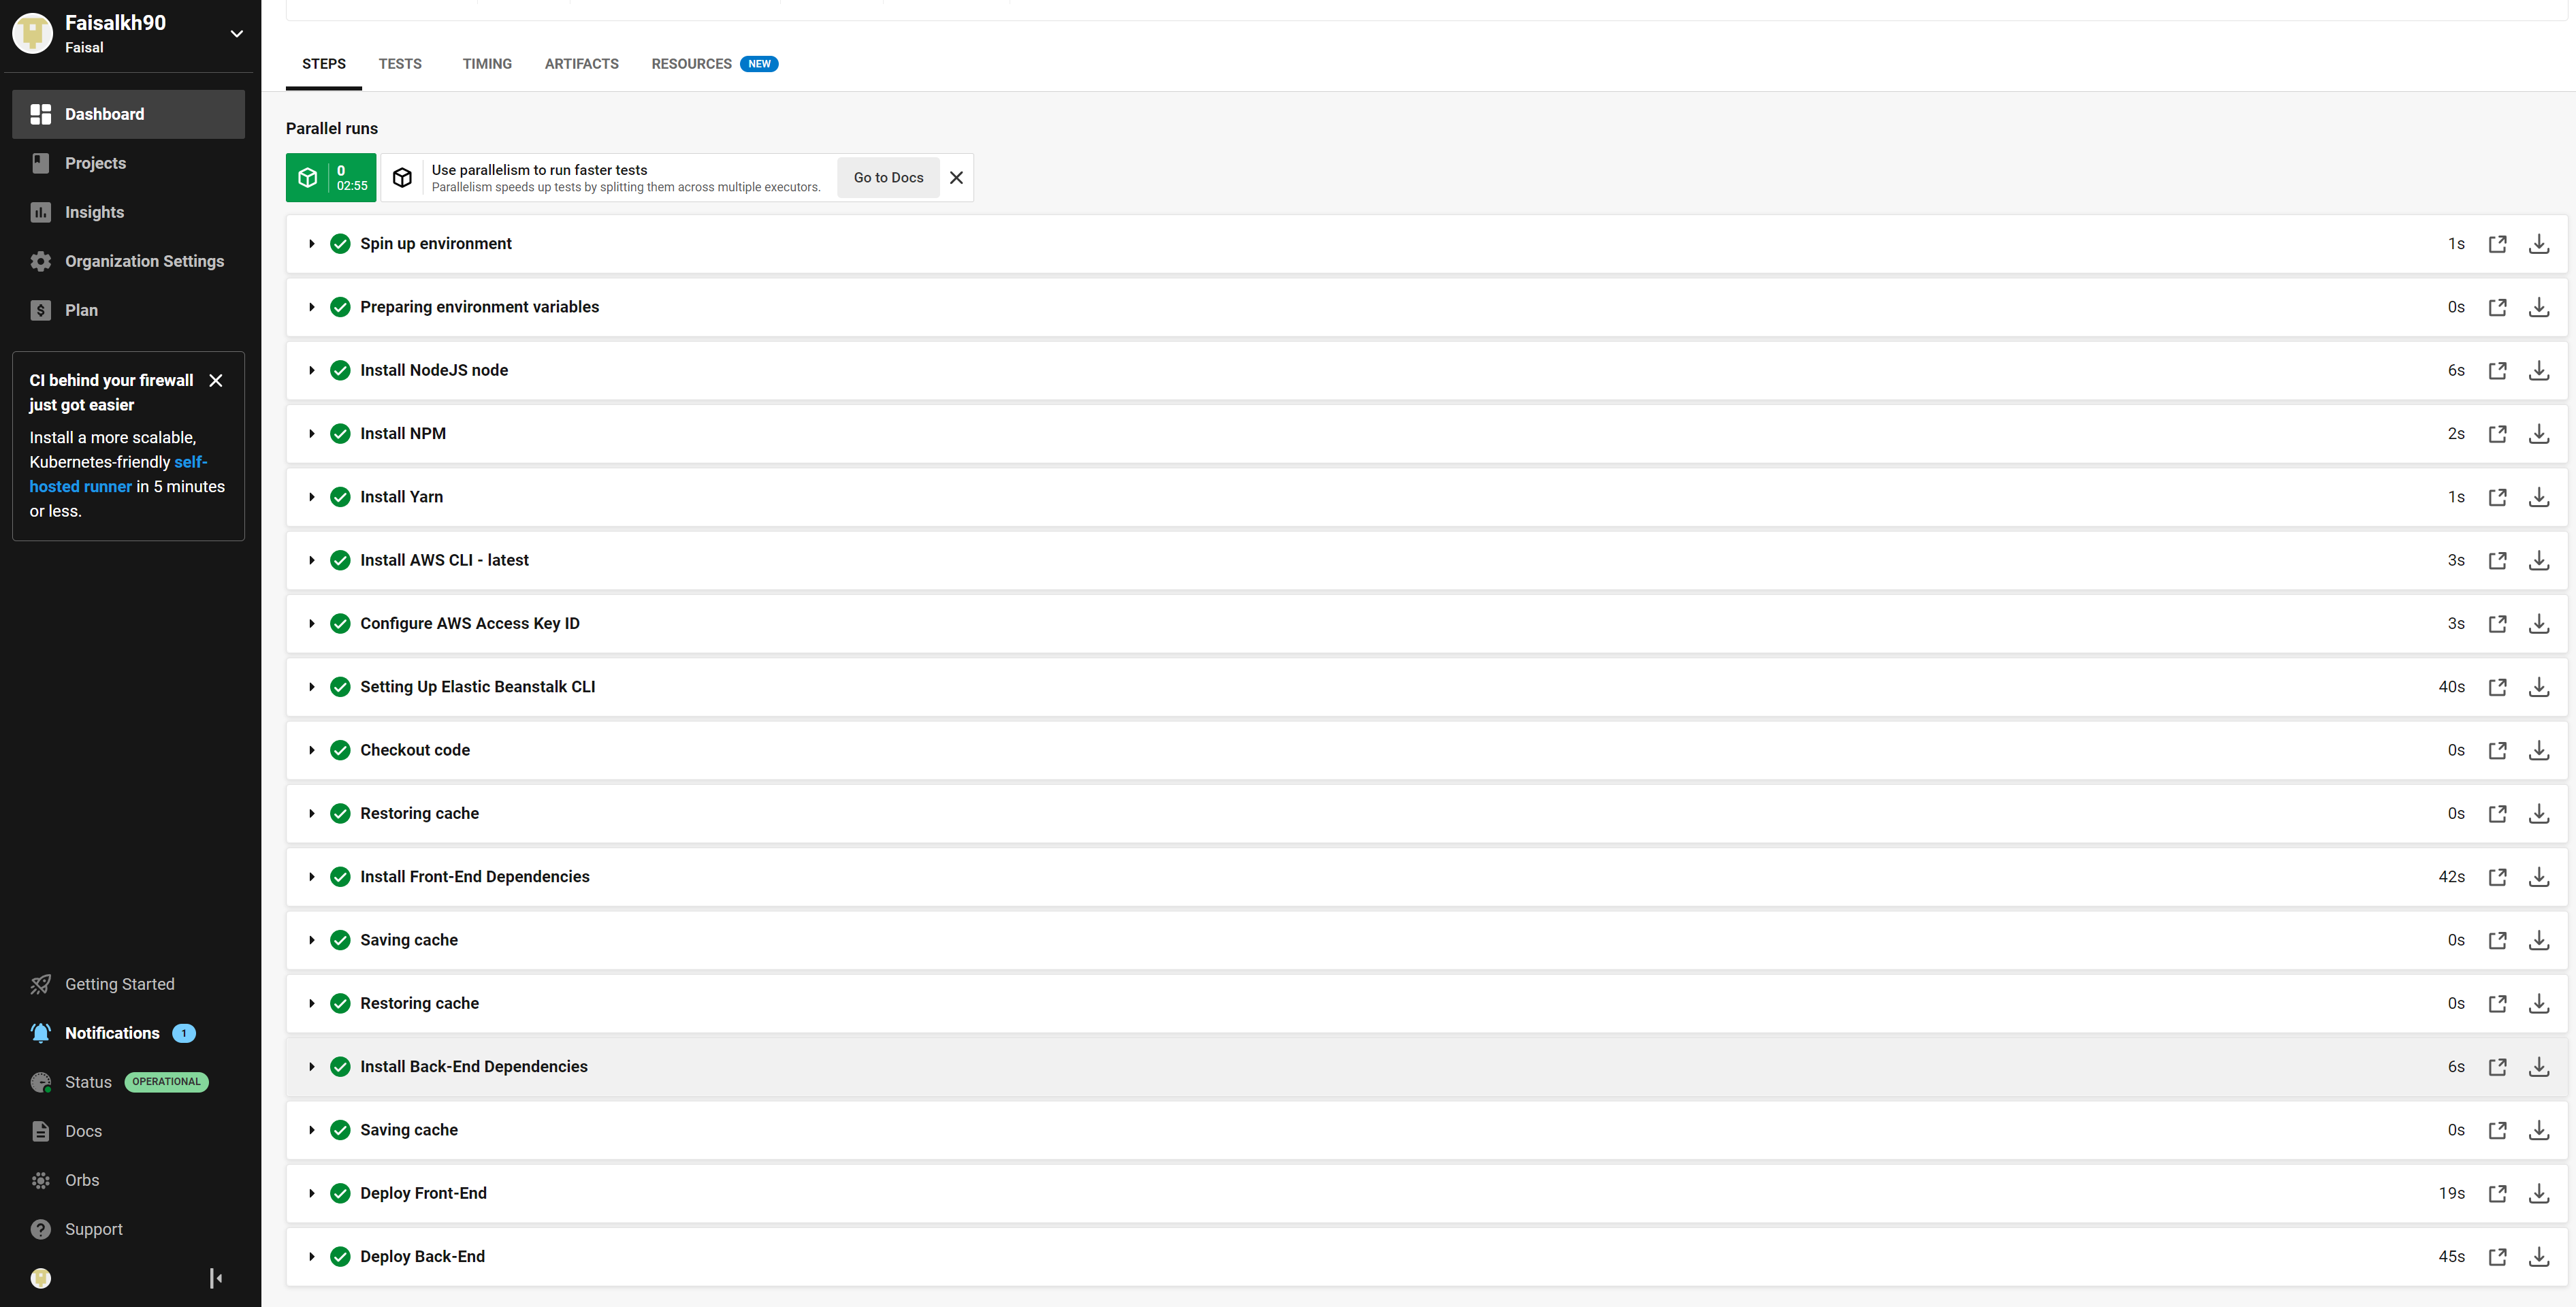 Faisalkh90
Faisal
Dashboard
Projects
Insights
Organization Settings
Plan
CI behind your firewall
just got easier
Install a more scalable,
Kubernetes-friendly self-
hosted runner in 5 minutes
or less.
Getting Started
Notifications 1
Status OPERATIONAL
Docs
Orbs
Support
STEPS TESTS TIMING ARTIFACTS RESOURCES NEW
Parallel runs
0
02:55
Use parallelism to run faster tests
Parallelism speeds up tests by splitting them across multiple executors.
Go to Docs
Spin up environment 1s
Preparing environment variables 0s
Install NodeJS node 6s
Install NPM 2s
Install Yarn 1s
Install AWS CLI - latest 3s
Configure AWS Access Key ID 3s
Setting Up Elastic Beanstalk CLI 40s
Checkout code 0s
Restoring cache 0s
Install Front-End Dependencies 42s
Saving cache 0s
Restoring cache 0s
Install Back-End Dependencies 6s
Saving cache 0s
Deploy Front-End 19s
Deploy Back-End 45s